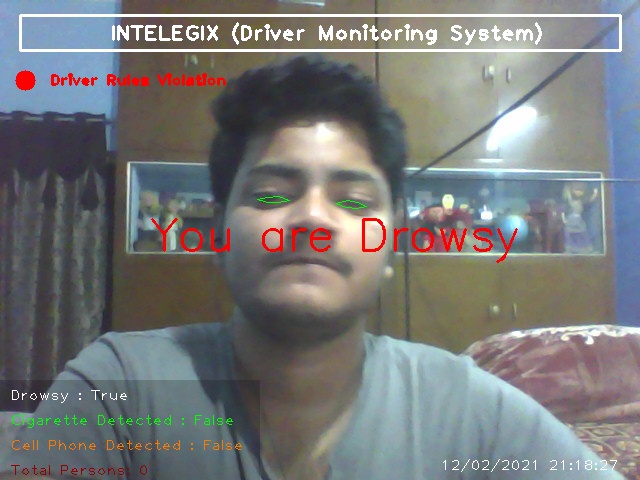 INTELEGIX (Driver Monitoring System)
Driver Rules Violation
You are Drowsy
Drowsy : True
Cigarette Detected : False
Cell Phone Detected : False
Total Persons: 0
12/02/2021 21:18:27